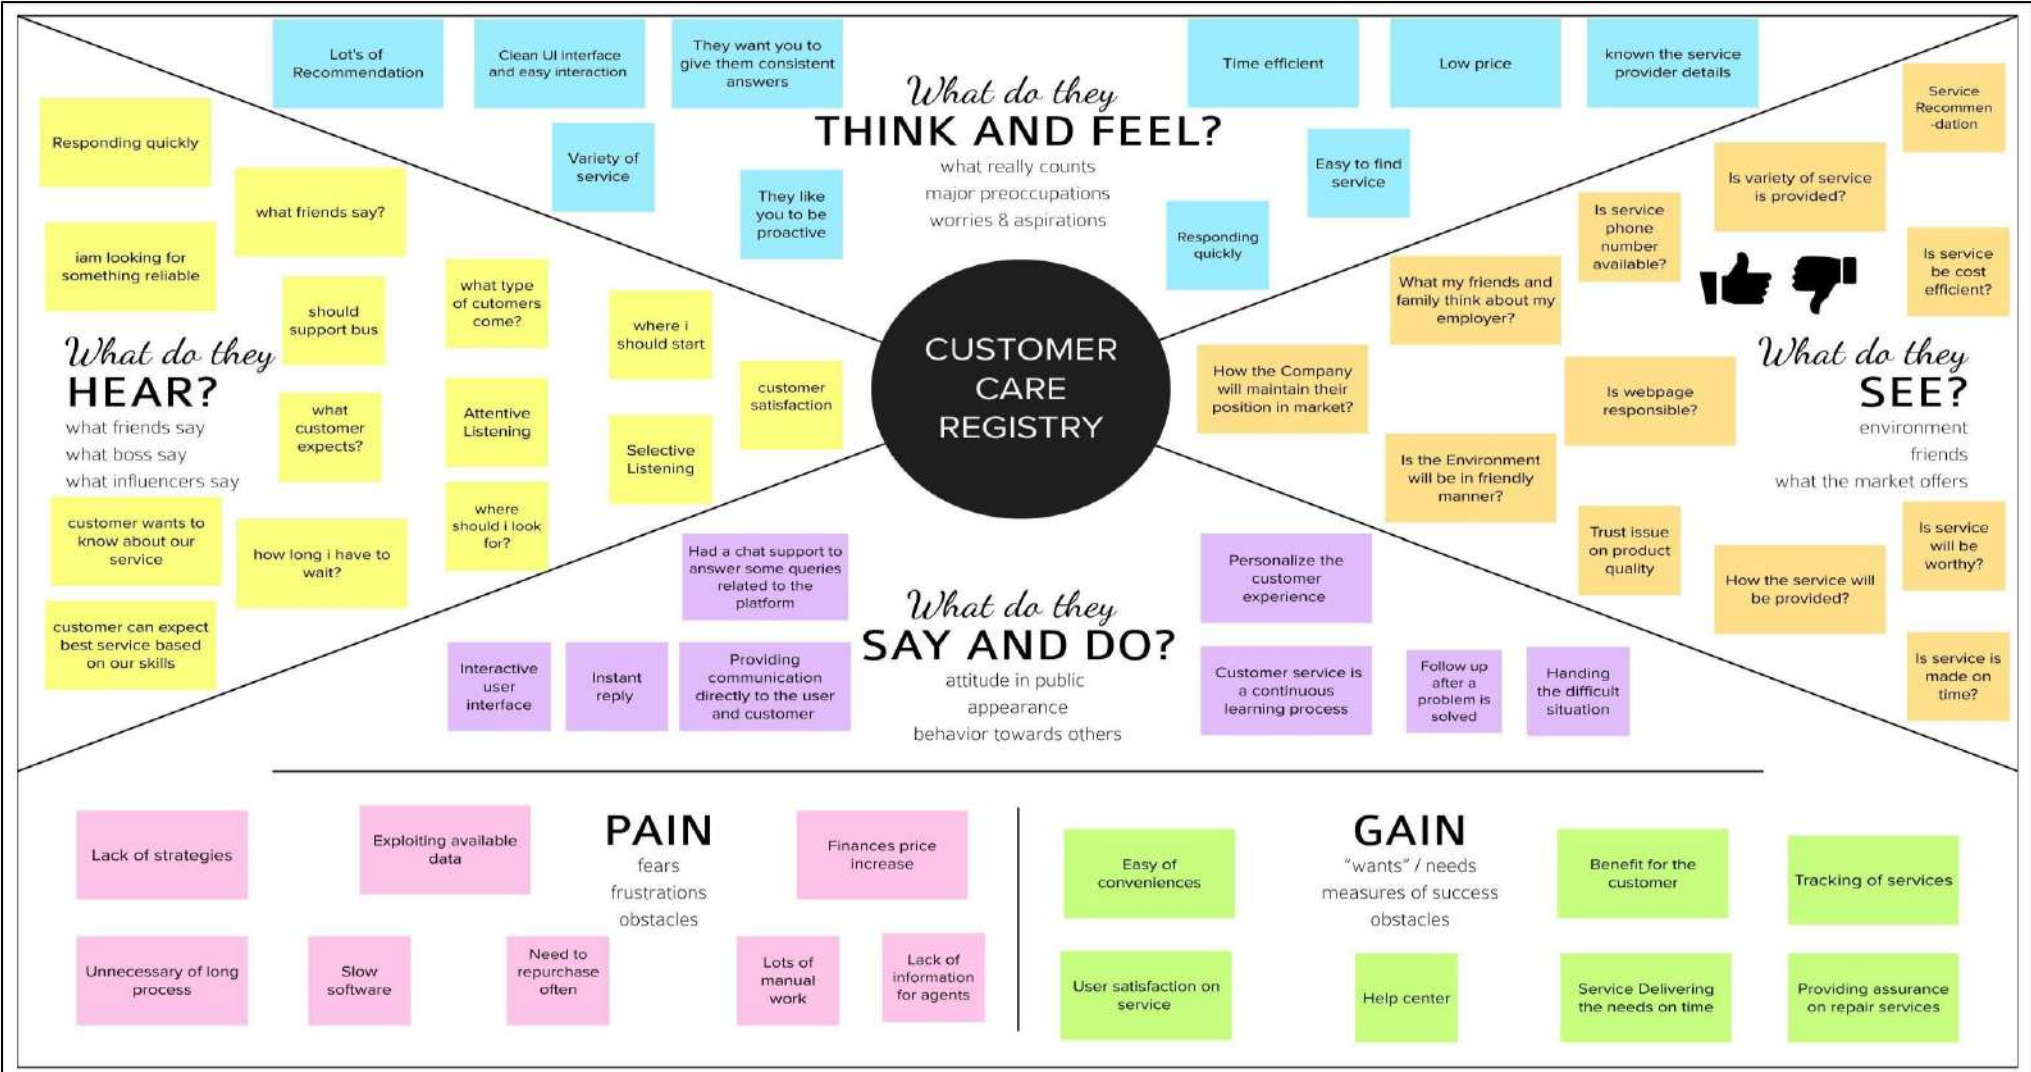 Lot's of
Recommendation
Clean UI interface
and easy interaction
They want you to
give them consistent
answers
Variety of
service
They like
you to be
proactive
What do they
THINK AND FEEL?
what really counts
major preoccupations
worries & aspirations
Time efficient
Low price
known the service
provider details
Easy to find
service
Responding
quickly
Responding quickly
what friends say?
iam looking for
something reliable
should
support bus
what type
of cutomers
come?
where i
should start
customer
satisfaction
What do they
HEAR?
what friends say
what boss say
what influencers say
what
customer
expects?
Attentive
Listening
Selective
Listening
customer wants to
know about our
service
how long i have to
wait?
where
should i look
for?
customer can expect
best service based
on our skills
CUSTOMER
CARE
REGISTRY
Service
Recommen
-dation
Is variety of service
is provided?
Is service
phone
number
available?
Is service
be cost
efficient?
What my friends and
family think about my
employer?
How the Company
will maintain their
position in market?
Is webpage
responsible?
What do they
SEE?
environment
friends
what the market offers
Is the Environment
will be in friendly
manner?
Trust issue
on product
quality
How the service will
be provided?
Is service
will be
worthy?
Is service is
made on
time?
Had a chat support to
answer some queries
related to the
platform
Interactive
user
interface
Instant
reply
Providing
communication
directly to the user
and customer
What do they
SAY AND DO?
attitude in public
appearance
behavior towards others
Personalize the
customer
experience
Customer service is
a continuous
learning process
Follow up
after a
problem is
solved
Handing
the difficult
situation
Lack of strategies
Exploiting available
data
PAIN
fears
frustrations
obstacles
Finances price
increase
Unnecessary of long
process
Slow
software
Need to
repurchase
often
Lots of
manual
work
Lack of
information
for agents
Easy of
conveniences
GAIN
"wants" / needs
measures of success
obstacles
Benefit for the
customer
Tracking of services
User satisfaction on
service
Help center
Service Delivering
the needs on time
Providing assurance
on repair services